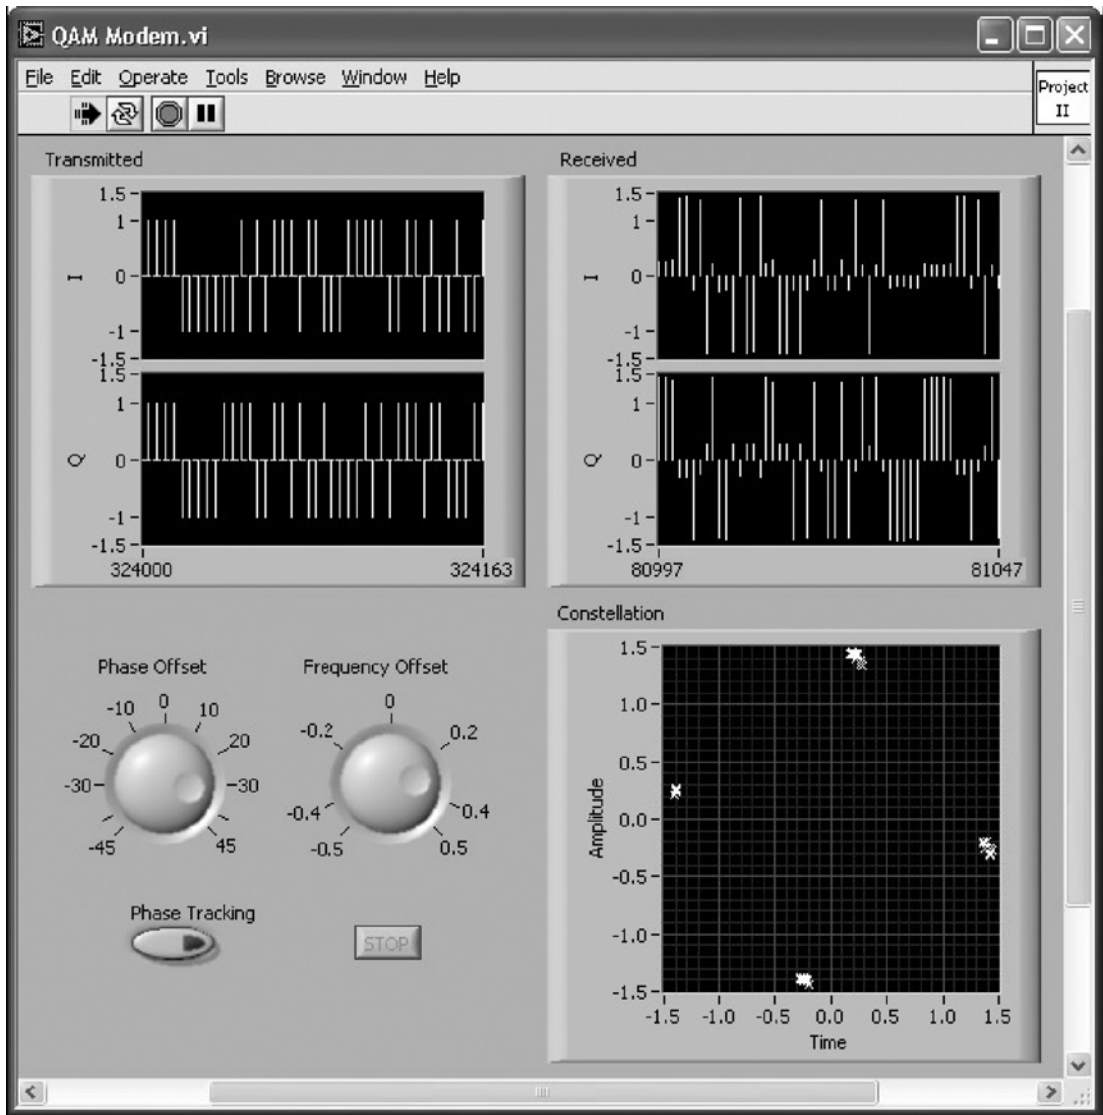 QAM Modem.vi
File Edit Operate Tools Browse Window Help
Project
II
Transmitted
1.5
1
I
0
-1
-1.5
1.5
1
Q
0
-1
-1.5
324000 324163
Received
1.5
1
I
0
-1
-1.5
1.5
1
Q
0
-1
-1.5
80997 81047
Phase Offset
0
-10 10
-20 20
-30 -30
-45 45
Frequency Offset
0
-0.2 0.2
-0.4 0.4
-0.5 0.5
Phase Tracking
STOP
Constellation
1.5
1.0
0.5
0.0
-0.5
-1.0
-1.5
Amplitude
-1.5 -1.0 -0.5 0.0 0.5 1.0 1.5
Time